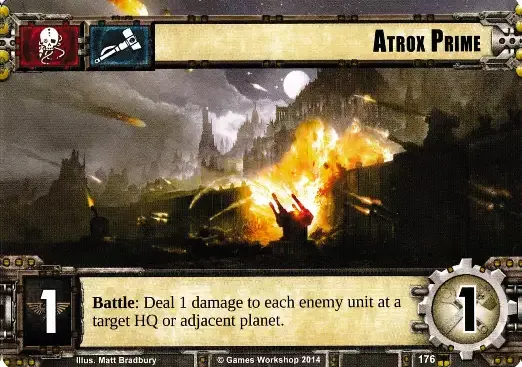 ATROX PRIME
1
Battle: Deal 1 damage to each enemy unit at a
target HQ or adjacent planet.
1
Illus. Matt Bradbury
© Games Workshop 2014
176